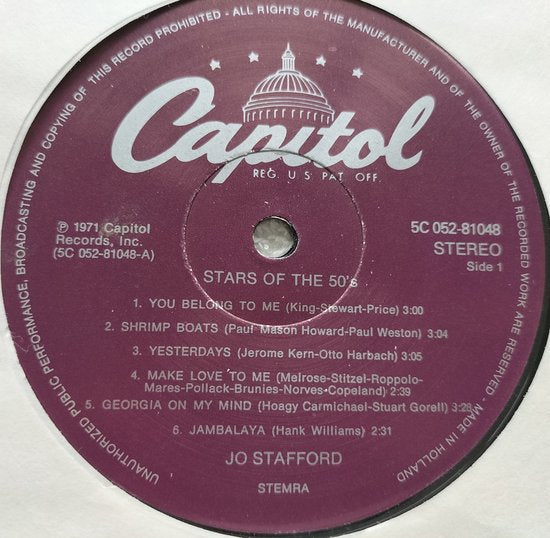 UNAUTHORIZED PUBLIC PERFORMANCE, BROADCASTING AND COPYING OF THIS RECORD PROHIBITED - ALL RIGHTS OF THE MANUFACTURER AND OF THE OWNER OF THE RECORDED WORK ARE RESERVED - MADE IN HOLLAND
Capitol
REG. U.S. PAT. OFF.
℗ 1971 Capitol
Records, Inc.
(5C 052-81048-A)
5C 052-81048
STEREO
Side 1
STARS OF THE 50's
1. YOU BELONG TO ME (King-Stewart-Price) 3:00
2. SHRIMP BOATS (Paul Mason Howard-Paul Weston) 3:04
3. YESTERDAYS (Jerome Kern-Otto Harbach) 3:05
4. MAKE LOVE TO ME (Melrose-Stitzel-Roppolo-
Mares-Pollack-Brunies-Norves•Copeland) 2:39
5. GEORGIA ON MY MIND (Hoagy Carmichael-Stuart Gorell) 3:28
6. JAMBALAYA (Hank Williams) 2:31
JO STAFFORD
STEMRA